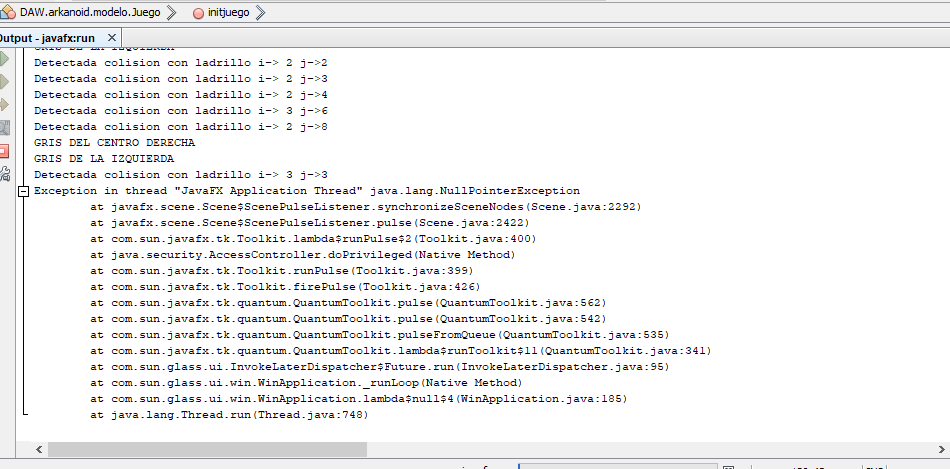 DAW.arkanoid.modelo.Juego initjuego
Output - javafx:run
GRIS DE LA IZQUIERDA
Detectada colision con ladrillo i-> 2 j->2
Detectada colision con ladrillo i-> 2 j->3
Detectada colision con ladrillo i-> 2 j->4
Detectada colision con ladrillo i-> 3 j->6
Detectada colision con ladrillo i-> 2 j->8
GRIS DEL CENTRO DERECHA
GRIS DE LA IZQUIERDA
Detectada colision con ladrillo i-> 3 j->3
Exception in thread "JavaFX Application Thread" java.lang.NullPointerException
at javafx.scene.Scene$ScenePulseListener.synchronizeSceneNodes(Scene.java:2292)
at javafx.scene.Scene$ScenePulseListener.pulse(Scene.java:2422)
at com.sun.javafx.tk.Toolkit.lambda$runPulse$2(Toolkit.java:400)
at java.security.AccessController.doPrivileged(Native Method)
at com.sun.javafx.tk.Toolkit.runPulse(Toolkit.java:399)
at com.sun.javafx.tk.Toolkit.firePulse(Toolkit.java:426)
at com.sun.javafx.tk.quantum.QuantumToolkit.pulse(QuantumToolkit.java:562)
at com.sun.javafx.tk.quantum.QuantumToolkit.pulse(QuantumToolkit.java:542)
at com.sun.javafx.tk.quantum.QuantumToolkit.pulseFromQueue(QuantumToolkit.java:535)
at com.sun.javafx.tk.quantum.QuantumToolkit.lambda$runToolkit$11(QuantumToolkit.java:341)
at com.sun.glass.ui.InvokeLaterDispatcher$Future.run(InvokeLaterDispatcher.java:95)
at com.sun.glass.ui.win.WinApplication._runLoop(Native Method)
at com.sun.glass.ui.win.WinApplication.lambda$null$4(WinApplication.java:185)
at java.lang.Thread.run(Thread.java:748)